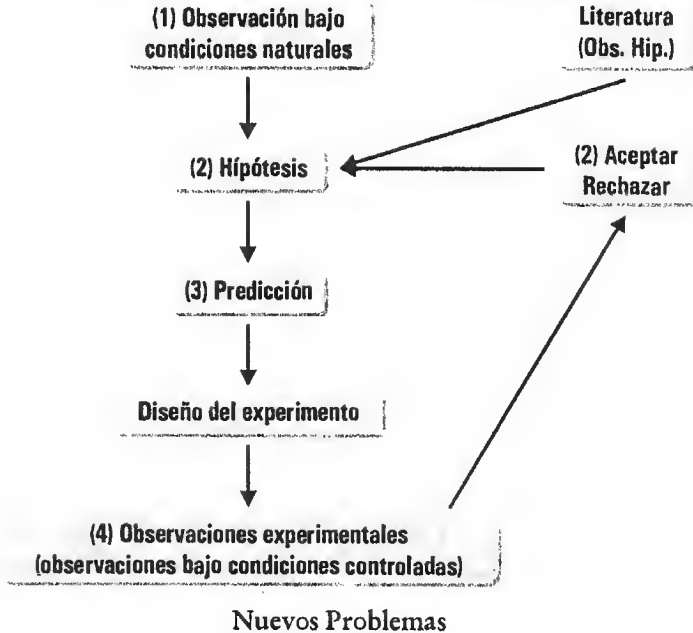 (1) Observación bajo
condiciones naturales
Literatura
(Obs. Hip.)
(2) Hípótesis
(2) Aceptar
Rechazar
(3) Predicción
Diseño del experimento
(4) Observaciones experimentales
(observaciones bajo condiciones controladas)
Nuevos Problemas